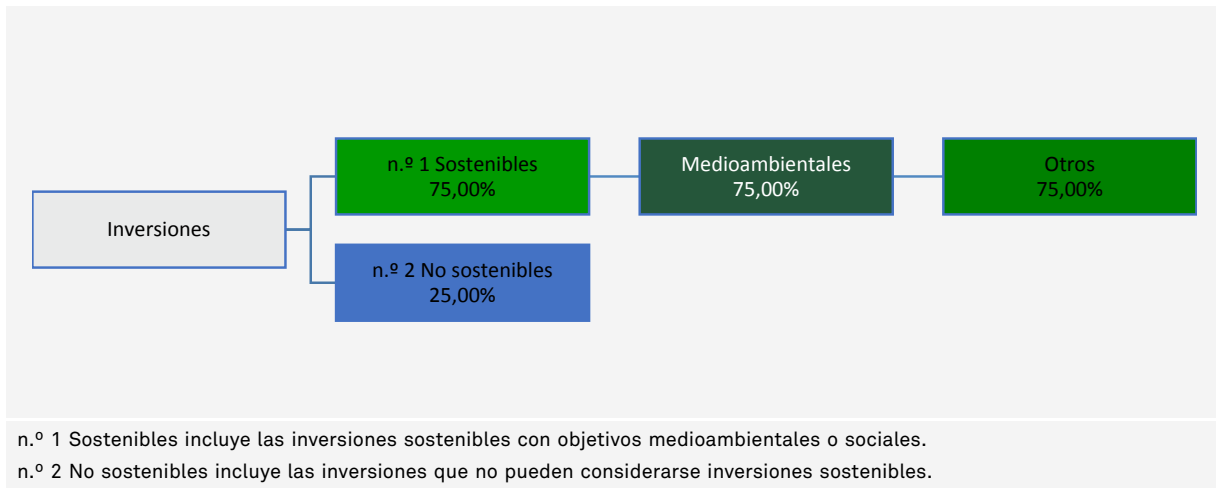 Inversiones
n.º 1 Sostenibles
75,00%
Medioambientales
75,00%
Otros
75,00%
n.º 2 No sostenibles
25,00%
n.º 1 Sostenibles incluye las inversiones sostenibles con objetivos medioambientales o sociales.
n.º 2 No sostenibles incluye las inversiones que no pueden considerarse inversiones sostenibles.